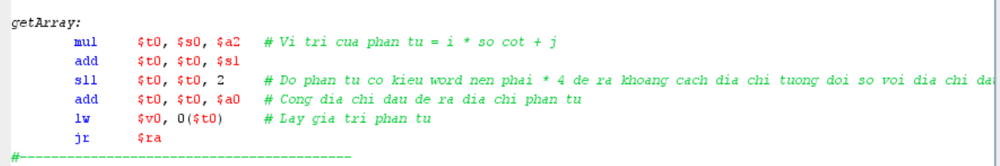 getArray:
mul $t0, $s0, $a2 # Vi tri cua phan tu = i * so cot + j
add $t0, $t0, $s1
sll $t0, $t0, 2 # Do phan tu co kieu word nen phai * 4 de ra khoang cach dia chi tuong doi so voi dia chi
add $t0, $t0, $a0 # Cong dia chi dau de ra dia chi phan tu
lw $v0, 0($t0) # Lay gia tri phan tu
jr $ra
#-----------------------------------------